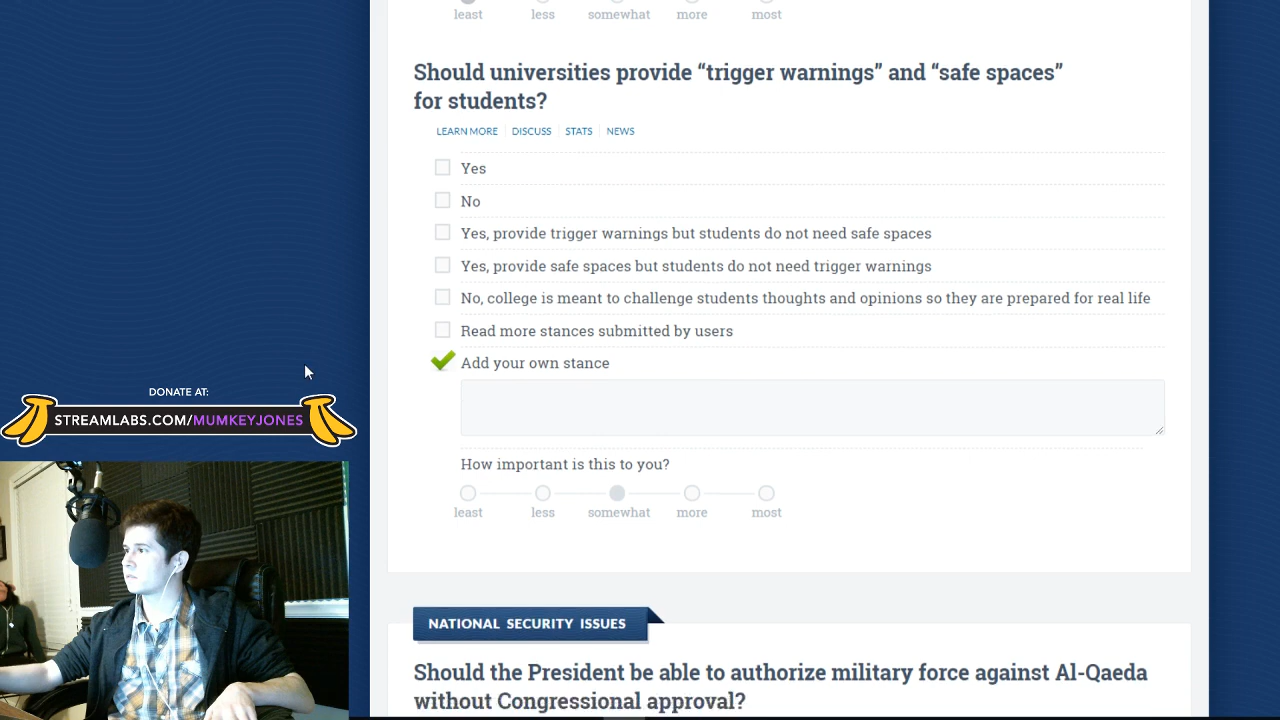 least less somewhat more most
Should universities provide “trigger warnings” and “safe spaces”
for students?
LEARN MORE DISCUSS STATS NEWS
Yes
No
Yes, provide trigger warnings but students do not need safe spaces
Yes, provide safe spaces but students do not need trigger warnings
No, college is meant to challenge students thoughts and opinions so they are prepared for real life
Read more stances submitted by users
Add your own stance
How important is this to you?
least less somewhat more most
NATIONAL SECURITY ISSUES
Should the President be able to authorize military force against Al-Qaeda
without Congressional approval?
DONATE AT:
STREAMLABS.COM/MUMKEYJONES